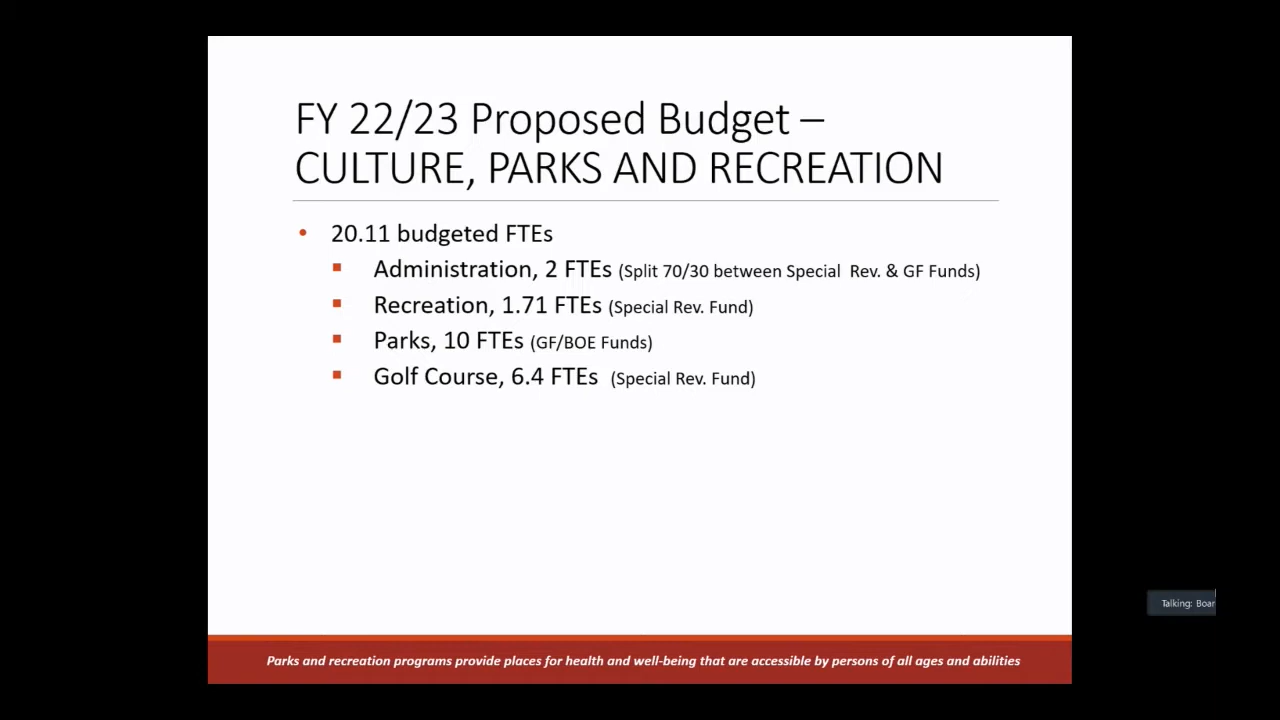 FY 22/23 Proposed Budget –
CULTURE, PARKS AND RECREATION
• 20.11 budgeted FTEs
▪ Administration, 2 FTEs (Split 70/30 between Special Rev. & GF Funds)
▪ Recreation, 1.71 FTEs (Special Rev. Fund)
▪ Parks, 10 FTEs (GF/BOE Funds)
▪ Golf Course, 6.4 FTEs (Special Rev. Fund)
Talking: Boar
Parks and recreation programs provide places for health and well-being that are accessible by persons of all ages and abilities